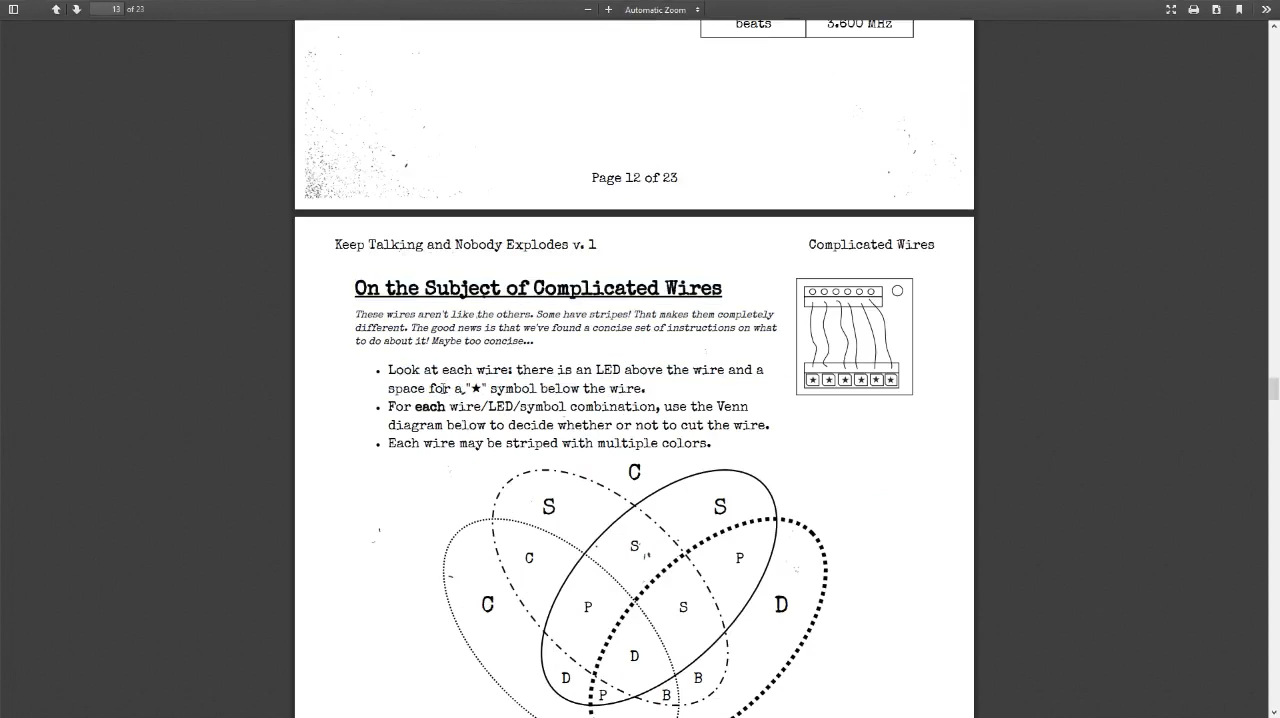 13 of 23
Automatic Zoom
beats 3.600 MHz
Page 12 of 23
Keep Talking and Nobody Explodes v. 1
Complicated Wires
On the Subject of Complicated Wires
These wires aren't like the others. Some have stripes! That makes them completely
different. The good news is that we've found a concise set of instructions on what
to do about it! Maybe too concise...
• Look at each wire: there is an LED above the wire and a
space for a "★" symbol below the wire.
• For each wire/LED/symbol combination, use the Venn
diagram below to decide whether or not to cut the wire.
• Each wire may be striped with multiple colors.
C
S S
S
C P
C P S D
D
D B
P B